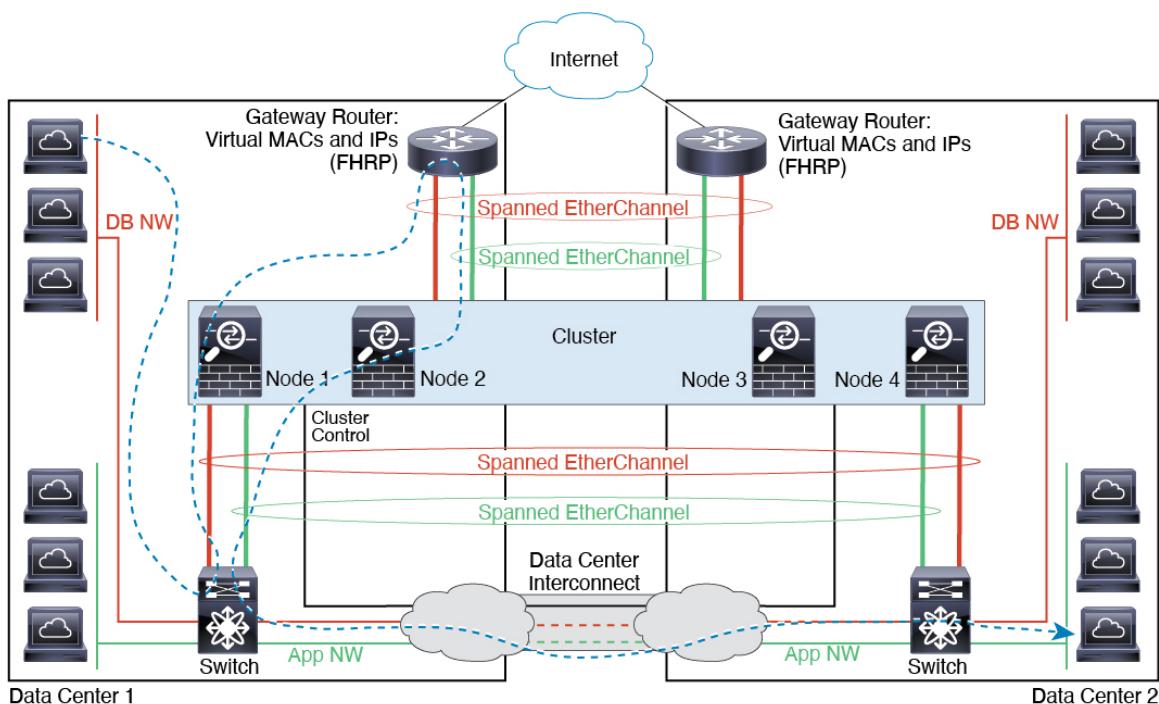 Internet
Gateway Router:
Virtual MACs and IPs
(FHRP)
Gateway Router:
Virtual MACs and IPs
(FHRP)
DB NW
Spanned EtherChannel
DB NW
Spanned EtherChannel
Cluster
Node 1
Node 2
Node 3
Node 4
Cluster
Control
Spanned EtherChannel
Spanned EtherChannel
Data Center
Interconnect
Switch
App NW
App NW
Switch
Data Center 1
Data Center 2